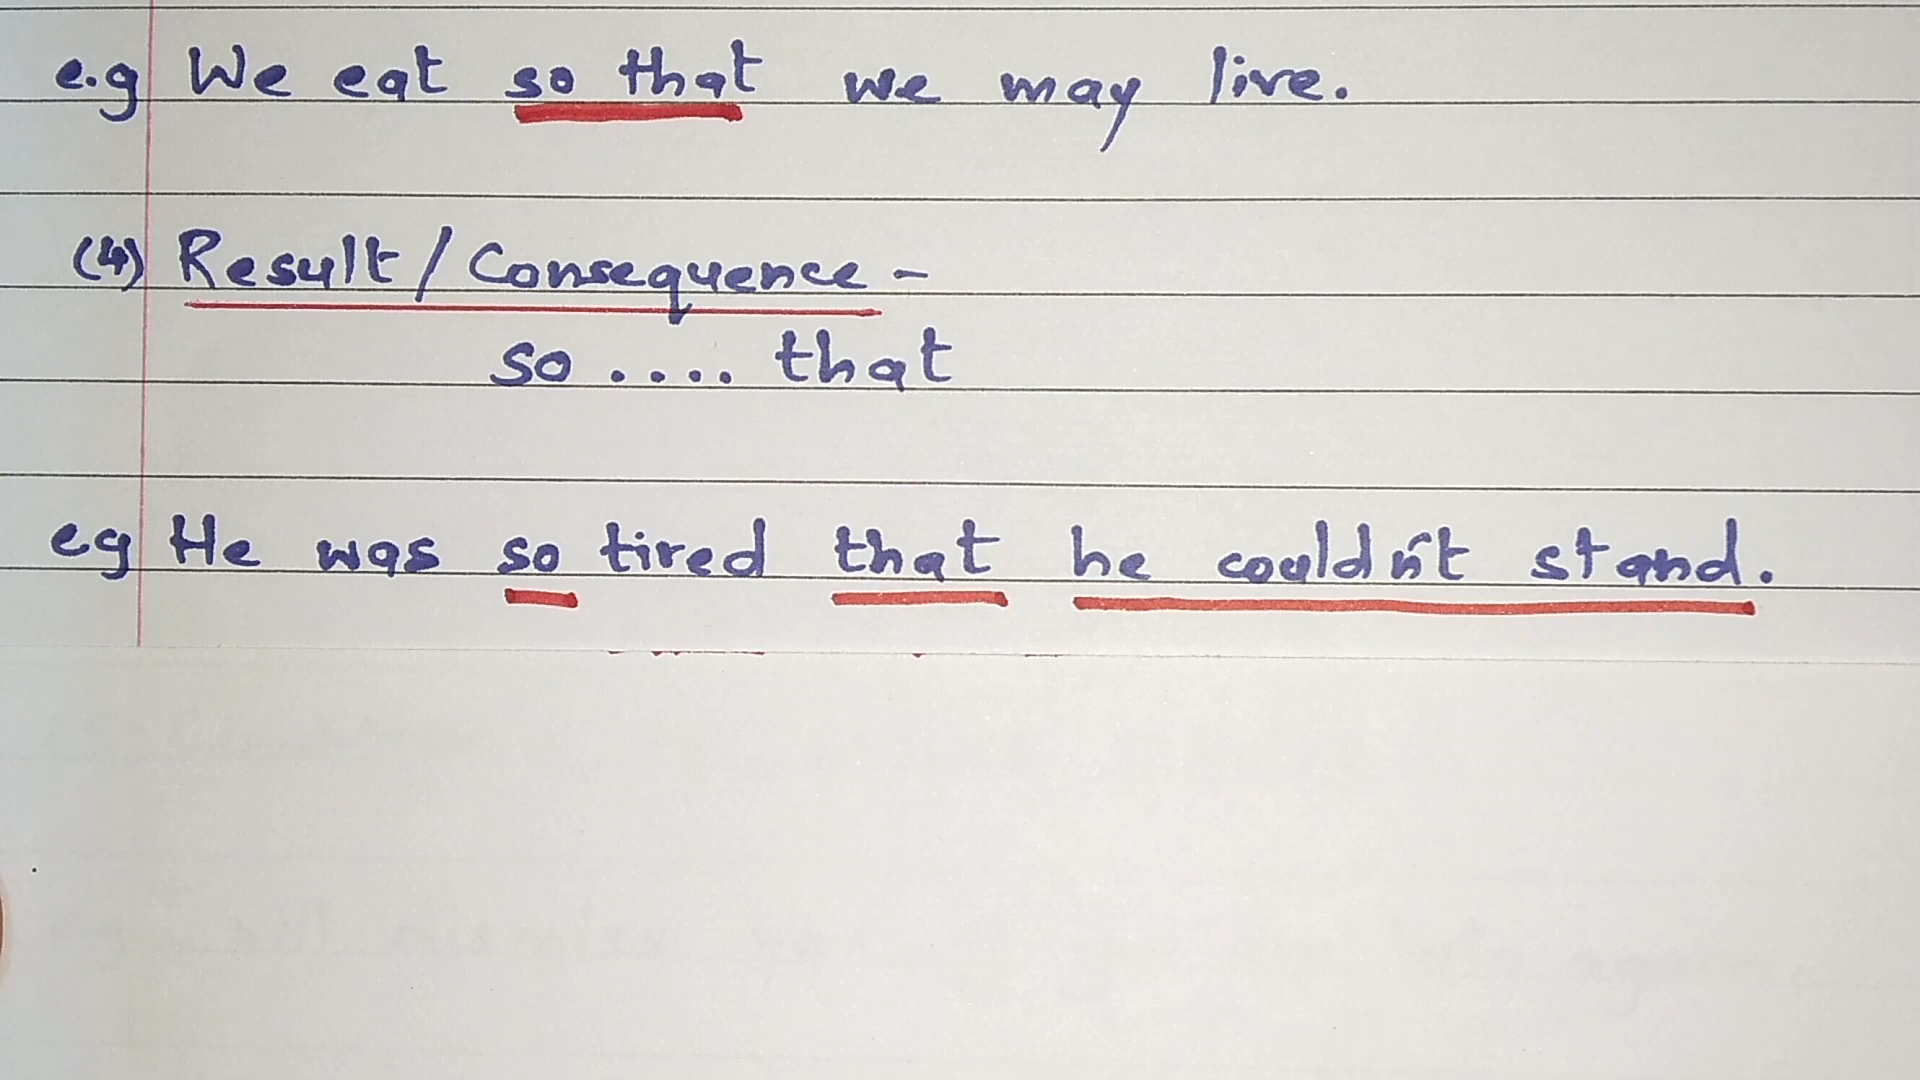 e.g We eat so that we may live.
(4) Result / Consequence -
so .... that
eg He was so tired that he couldn't stand.